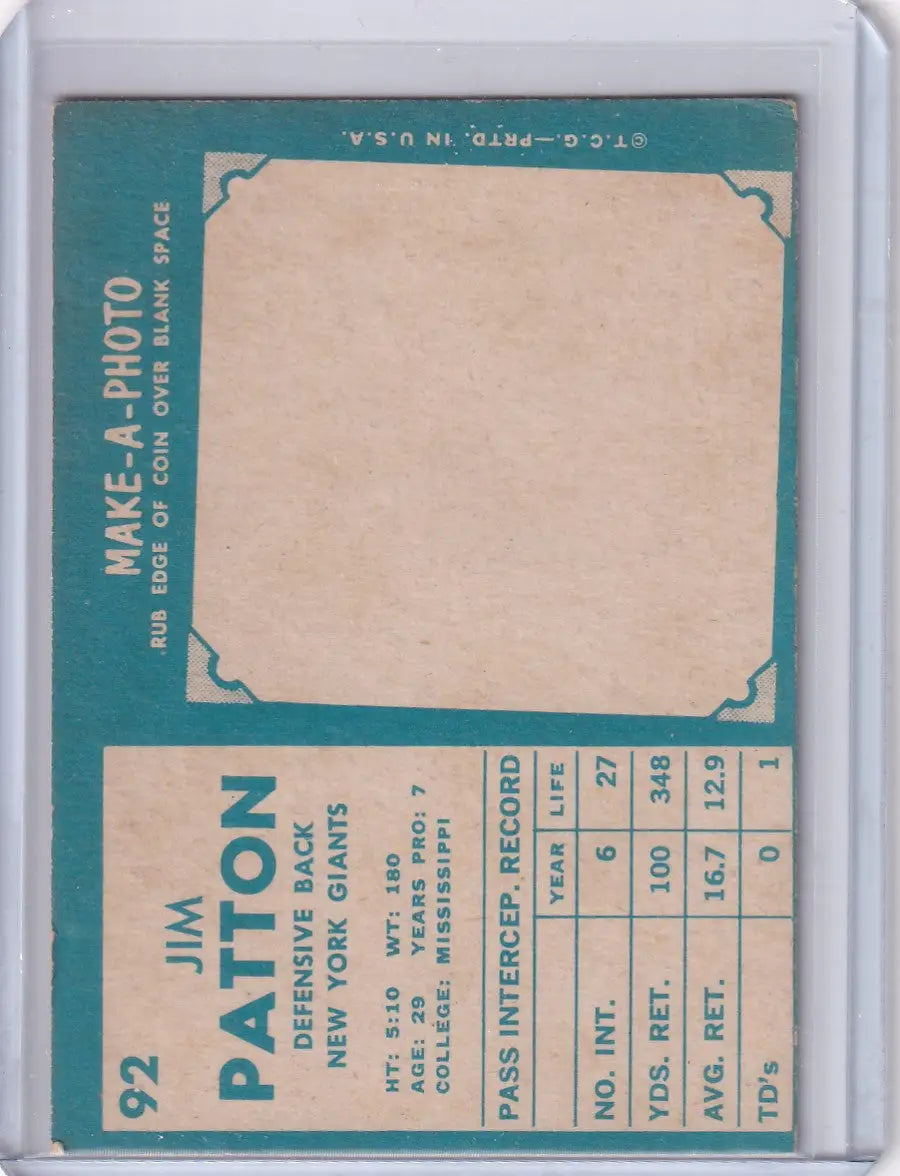 92
JIM
PATTON
DEFENSIVE BACK
NEW YORK GIANTS
HT: 5:10 WT: 180
AGE: 29 YEARS PRO: 7
COLLEGE: MISSISSIPPI
PASS INTERCEP. RECORD
YEAR LIFE
NO. INT. 6 27
YDS. RET. 100 348
AVG. RET. 16.7 12.9
TD's 0 1
MAKE-A-PHOTO
RUB EDGE OF COIN OVER BLANK SPACE
©T.C.G.—PRTD. IN U.S.A.